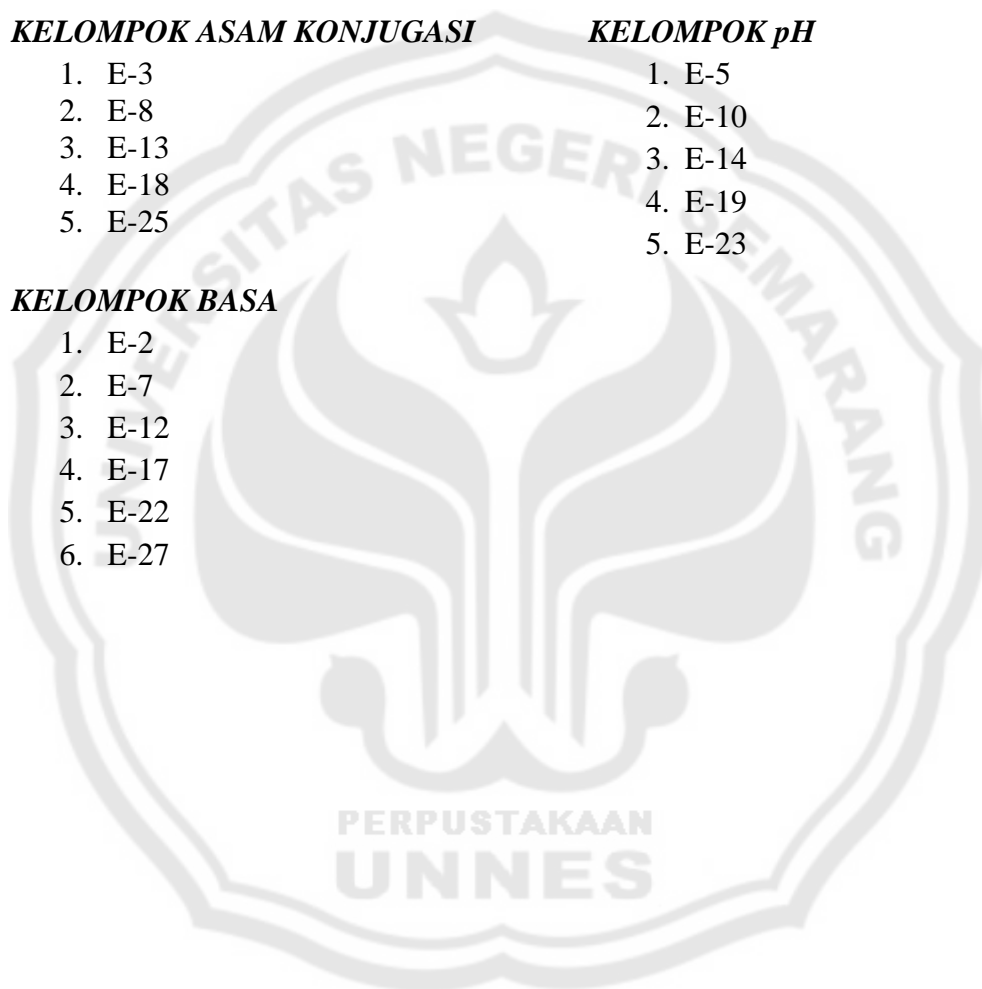 KELOMPOK ASAM KONJUGASI
1. E-3
2. E-8
3. E-13
4. E-18
5. E-25
KELOMPOK pH
1. E-5
2. E-10
3. E-14
4. E-19
5. E-23
KELOMPOK BASA
1. E-2
2. E-7
3. E-12
4. E-17
5. E-22
6. E-27
UNIVERSITAS NEGERI SEMARANG
PERPUSTAKAAN
UNNES